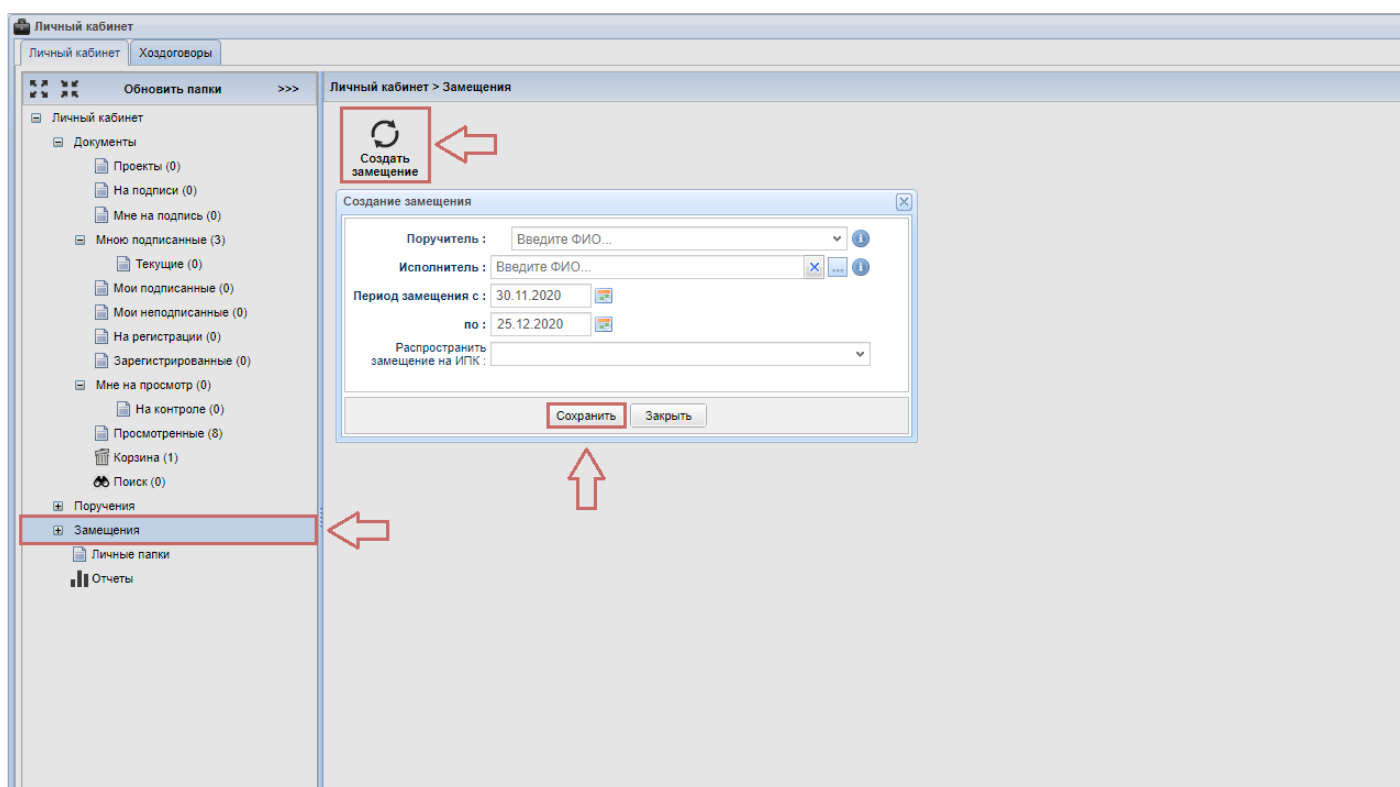 Личный кабинет
Личный кабинет Хоздоговоры
Обновить папки >>>
Личный кабинет
Документы
Проекты (0)
На подписи (0)
Мне на подпись (0)
Мною подписанные (3)
Текущие (0)
Мои подписанные (0)
Мои неподписанные (0)
На регистрации (0)
Зарегистрированные (0)
Мне на просмотр (0)
На контроле (0)
Просмотренные (8)
Корзина (1)
Поиск (0)
Поручения
Замещения
Личные папки
Отчеты
Личный кабинет > Замещения
Создать
замещение
Создание замещения
Поручитель : Введите ФИО...
Исполнитель : Введите ФИО... ...
Период замещения с : 30.11.2020
по : 25.12.2020
Распространить
замещение на ИПК :
Сохранить Закрыть